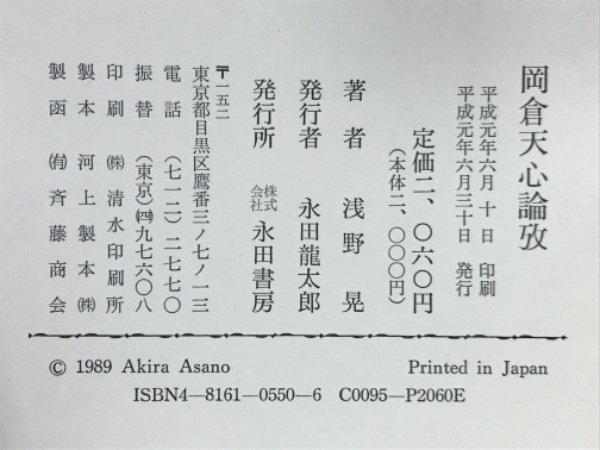 岡倉天心論攷
平成元年六月 十 日 印刷
平成元年六月三十日 発行
定価二、〇六〇円
(本体二、〇〇〇円)
著者 浅野 晃
発行者 永田龍太郎
発行所 株式会社 永田書房
〒一五二
東京都目黒区鷹番三ノ七ノ一三
電話 (七一二)二七七〇
振替 (東京)㈣九七六〇八
印刷 ㈱清水印刷所
製本 河上製本㈱
製函 ㈲斉藤商会
© 1989 Akira Asano
Printed in Japan
ISBN4—8161—0550—6 C0095—P2060E